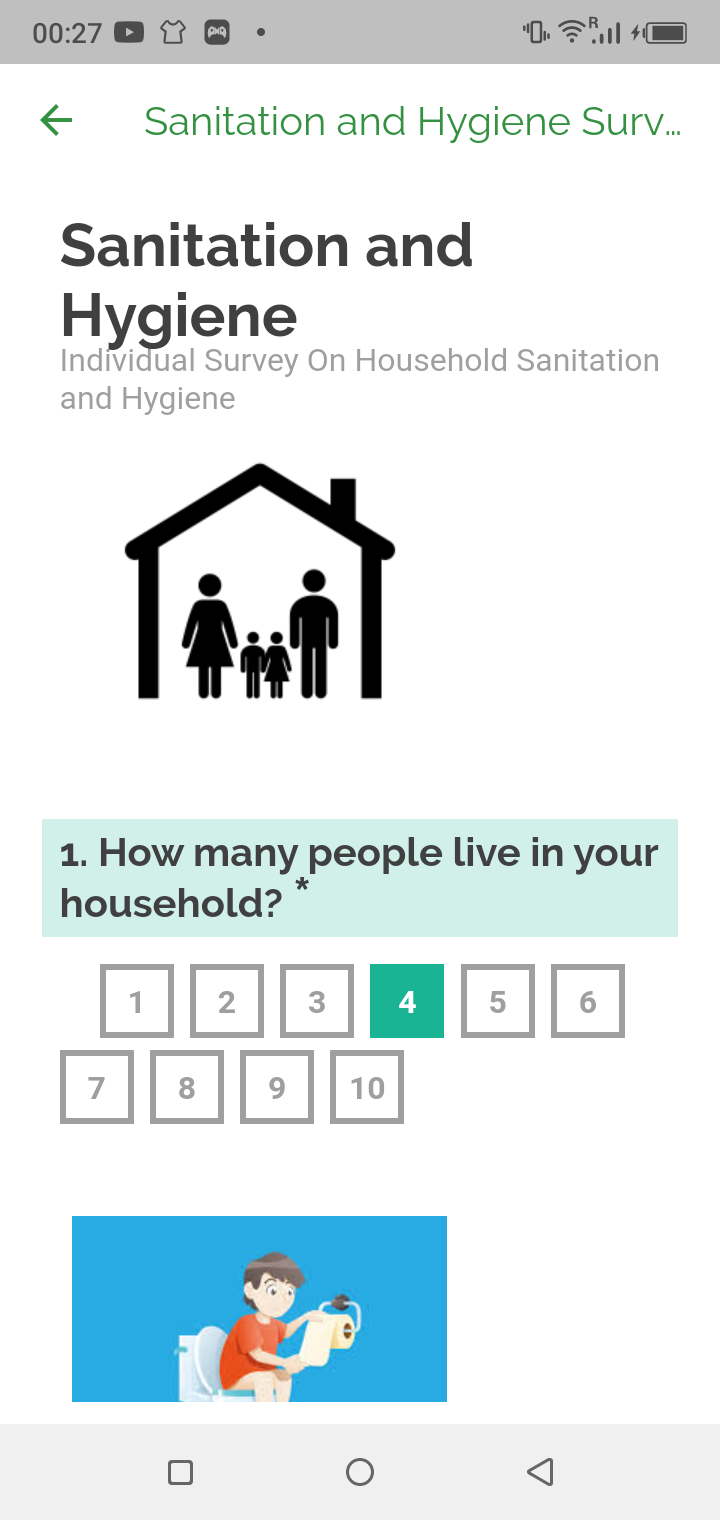 00:27
R
Sanitation and Hygiene Surv...
Sanitation and
Hygiene
Individual Survey On Household Sanitation
and Hygiene
1. How many people live in your
household? *
1 2 3 4 5 6
7 8 9 10